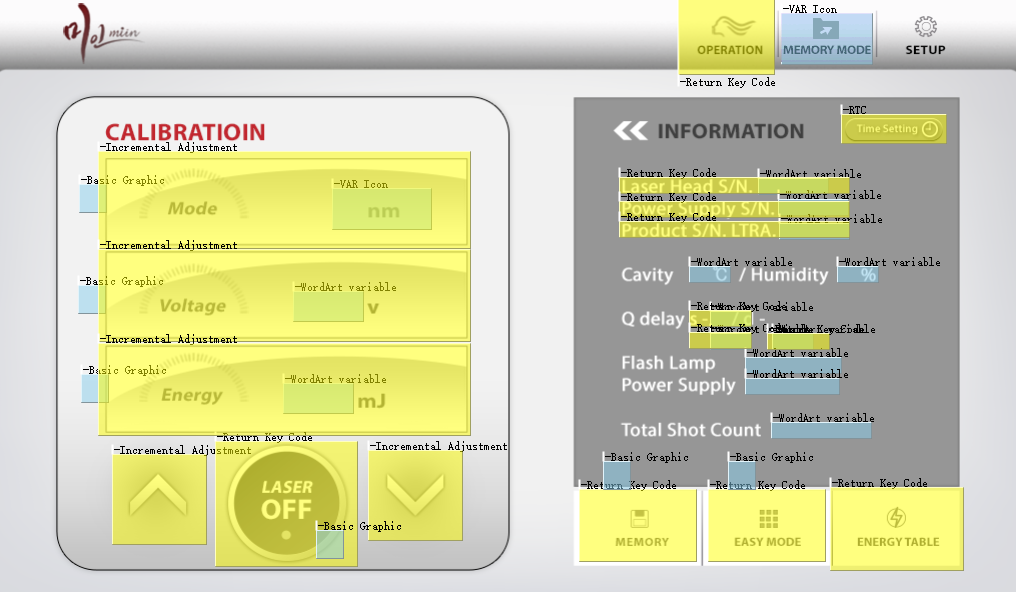 미인 miin
VAR Icon
OPERATION
MEMORY MODE
SETUP
Return Key Code
CALIBRATIOIN
Incremental Adjustment
Basic Graphic
VAR Icon
Mode
nm
Incremental Adjustment
Basic Graphic
WordArt variable
Voltage
v
Incremental Adjustment
Basic Graphic
WordArt variable
Energy
mJ
Return Key Code
Incremental Adjustment
Incremental Adjustment
LASER
OFF
Basic Graphic
RTC
INFORMATION
Time Setting
Return Key Code
WordArt variable
Laser Head S/N.
Return Key Code
WordArt variable
Power Supply S/N.
Return Key Code
WordArt variable
Product S/N. LTRA.
WordArt variable
WordArt variable
Cavity ℃ / Humidity %
Q delay
Flash Lamp
WordArt variable
Power Supply
WordArt variable
WordArt variable
Total Shot Count
Basic Graphic
Basic Graphic
Return Key Code
Return Key Code
Return Key Code
MEMORY
EASY MODE
ENERGY TABLE